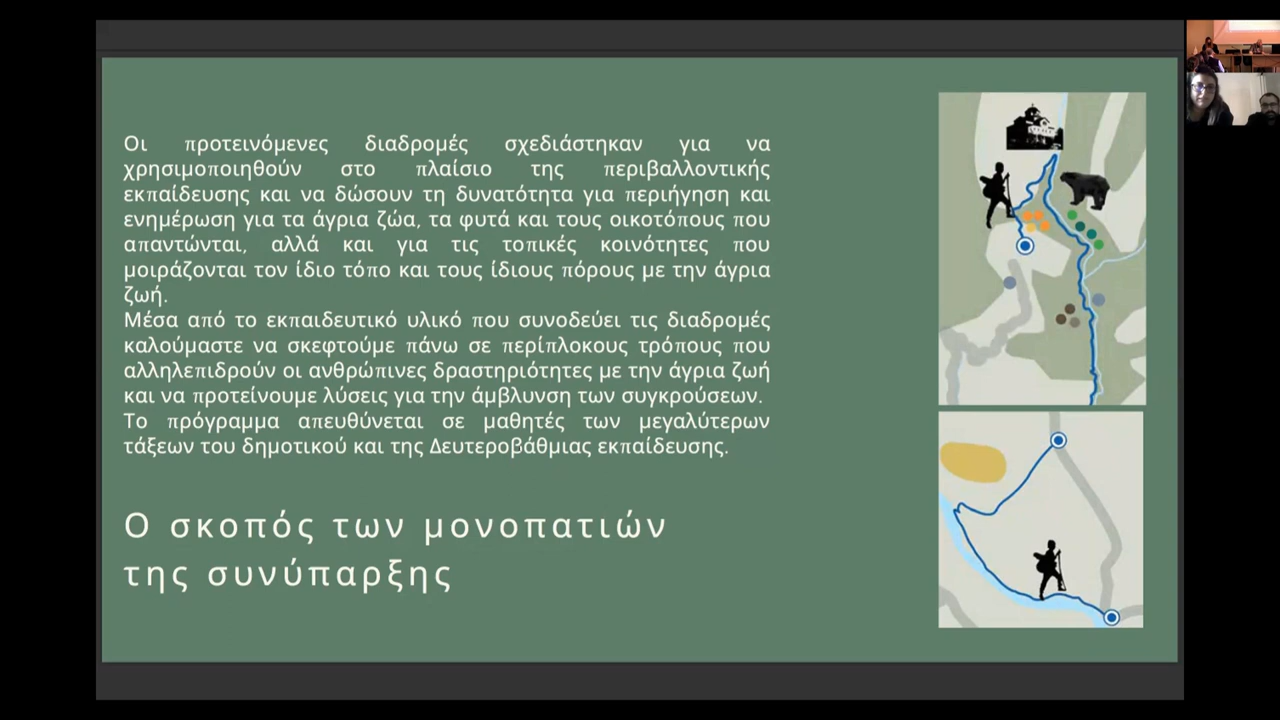 Οι προτεινόμενες διαδρομές σχεδιάστηκαν για να
χρησιμοποιηθούν στο πλαίσιο της περιβαλλοντικής
εκπαίδευσης και να δώσουν τη δυνατότητα για περιήγηση και
ενημέρωση για τα άγρια ζώα, τα φυτά και τους οικοτόπους που
απαντώνται, αλλά και για τις τοπικές κοινότητες που
μοιράζονται τον ίδιο τόπο και τους ίδιους πόρους με την άγρια
ζωή.
Μέσα από το εκπαιδευτικό υλικό που συνοδεύει τις διαδρομές
καλούμαστε να σκεφτούμε πάνω σε περίπλοκους τρόπους που
αλληλεπιδρούν οι ανθρώπινες δραστηριότητες με την άγρια ζωή
και να προτείνουμε λύσεις για την άμβλυνση των συγκρούσεων.
Το πρόγραμμα απευθύνεται σε μαθητές των μεγαλύτερων
τάξεων του δημοτικού και της Δευτεροβάθμιας εκπαίδευσης.
Ο σκοπός των μονοπατιών
της συνύπαρξης